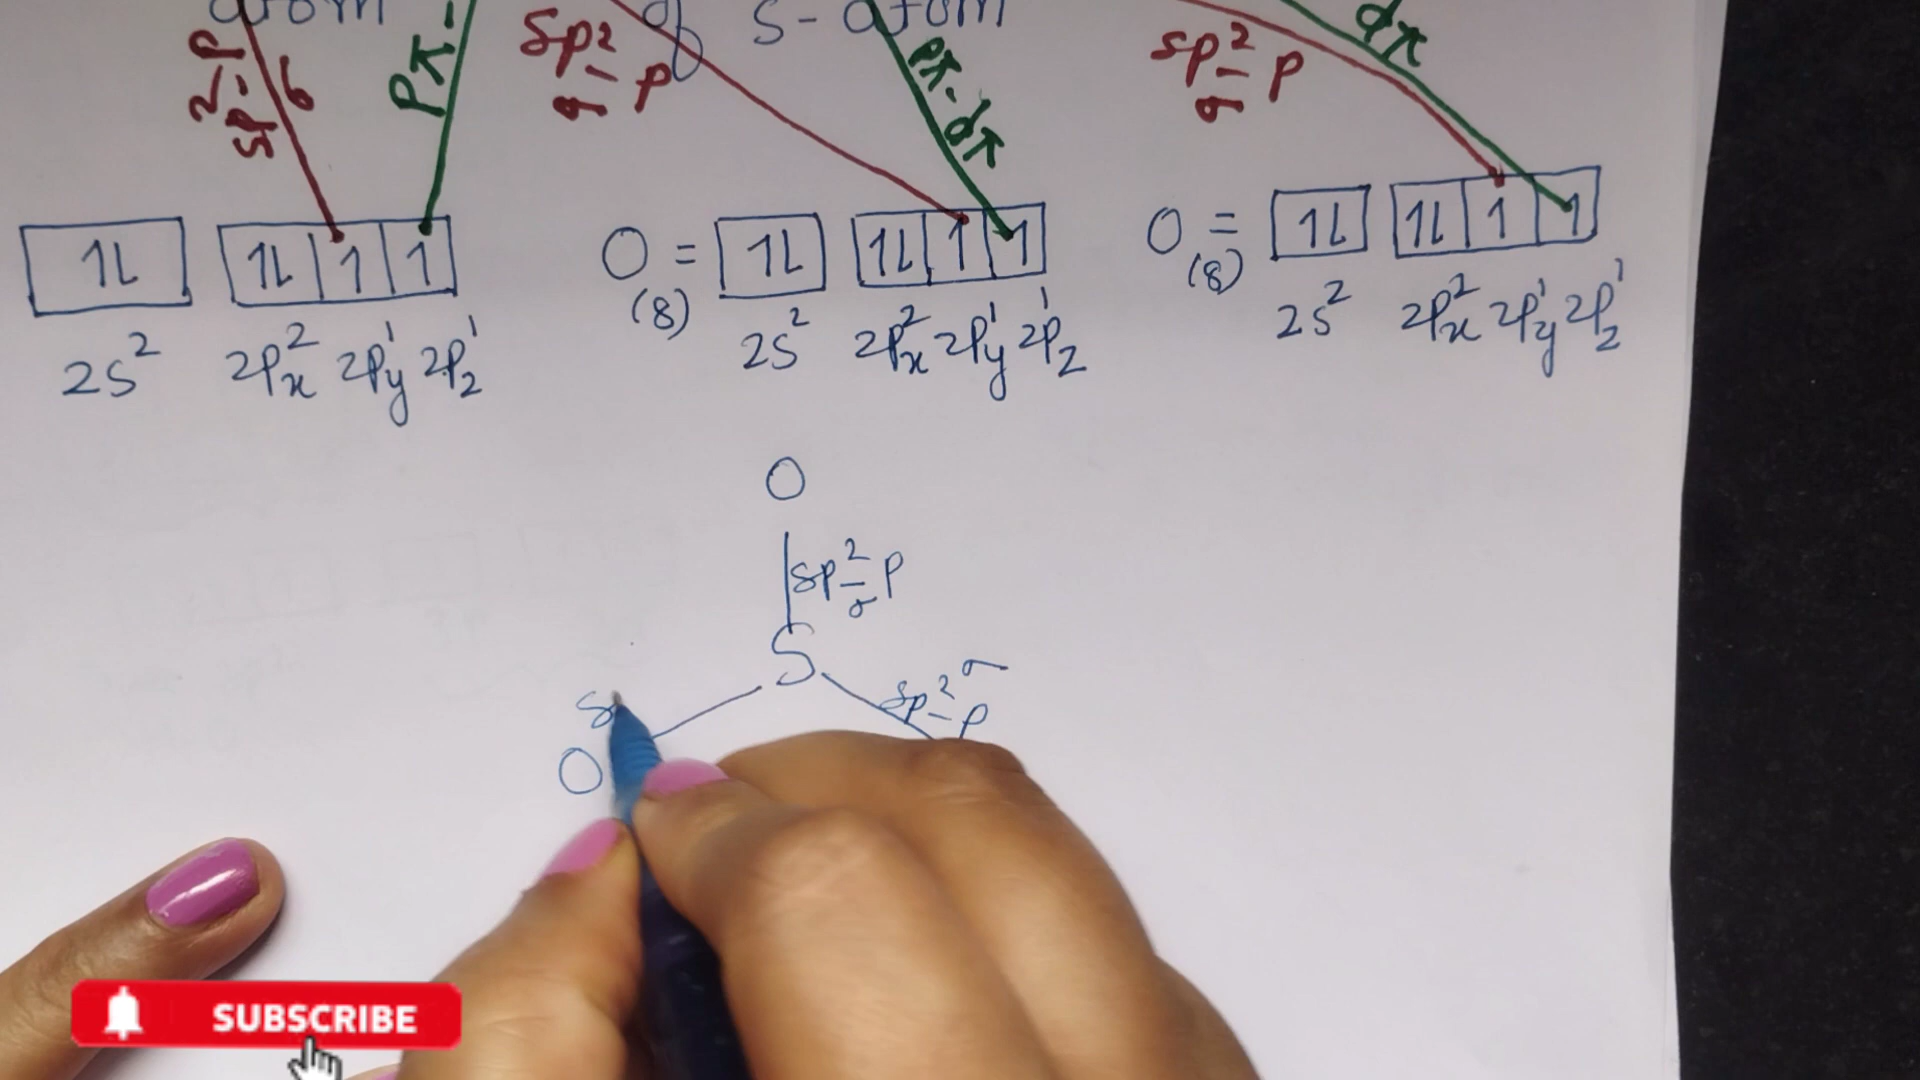 atom of S-atom
sp²-p σ pπ- sp²-p σ pπ-dπ sp²-p σ dπ
1L 1L 1 1 O = 1L 1L 1 1 O = 1L 1L 1 1
(8) (8)
2s² 2px² 2py¹ 2pz¹ 2s² 2px² 2py¹ 2pz¹ 2s² 2px² 2py¹ 2pz¹
O
sp²-p σ
S
s sp²-p σ
O
SUBSCRIBE